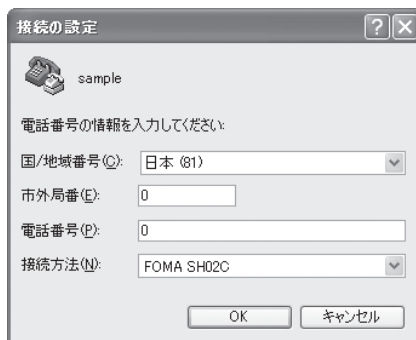 接続の設定
sample
電話番号の情報を入力してください:
国/地域番号(C): 日本 (81)
市外局番(E): 0
電話番号(P): 0
接続方法(N): FOMA SH02C
OK キャンセル